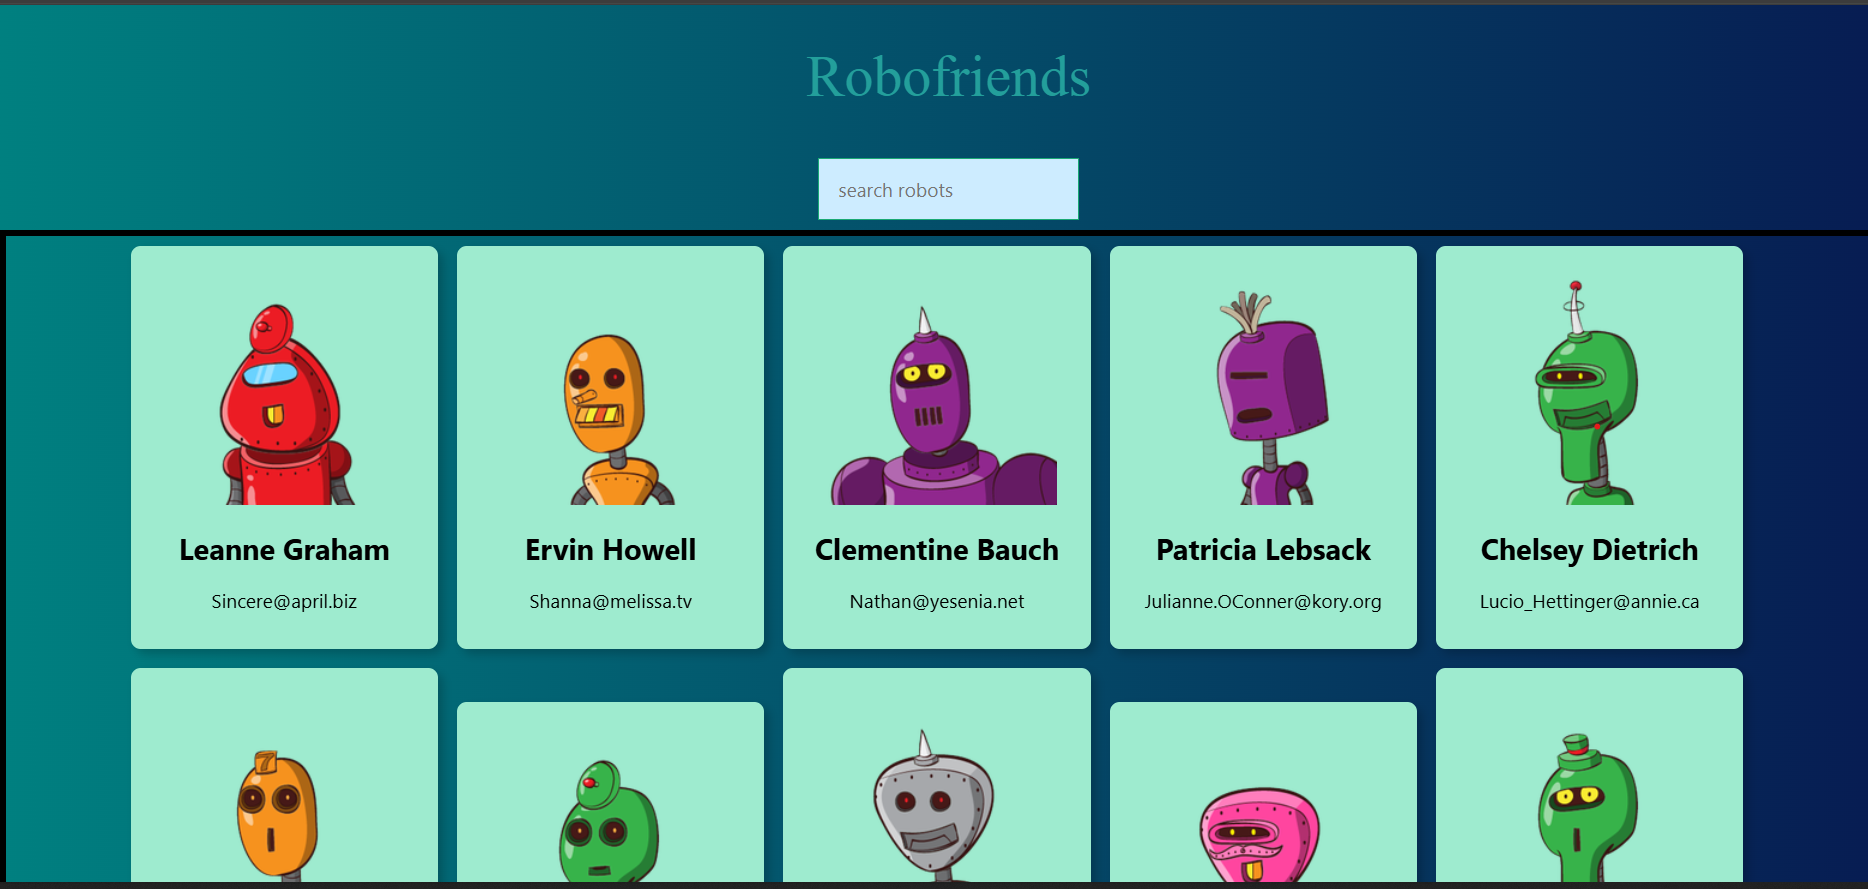 Robofriends
search robots
Leanne Graham
Ervin Howell
Clementine Bauch
Patricia Lebsack
Chelsey Dietrich
Sincere@april.biz
Shanna@melissa.tv
Nathan@yesenia.net
Julianne.OConner@kory.org
Lucio_Hettinger@annie.ca
7